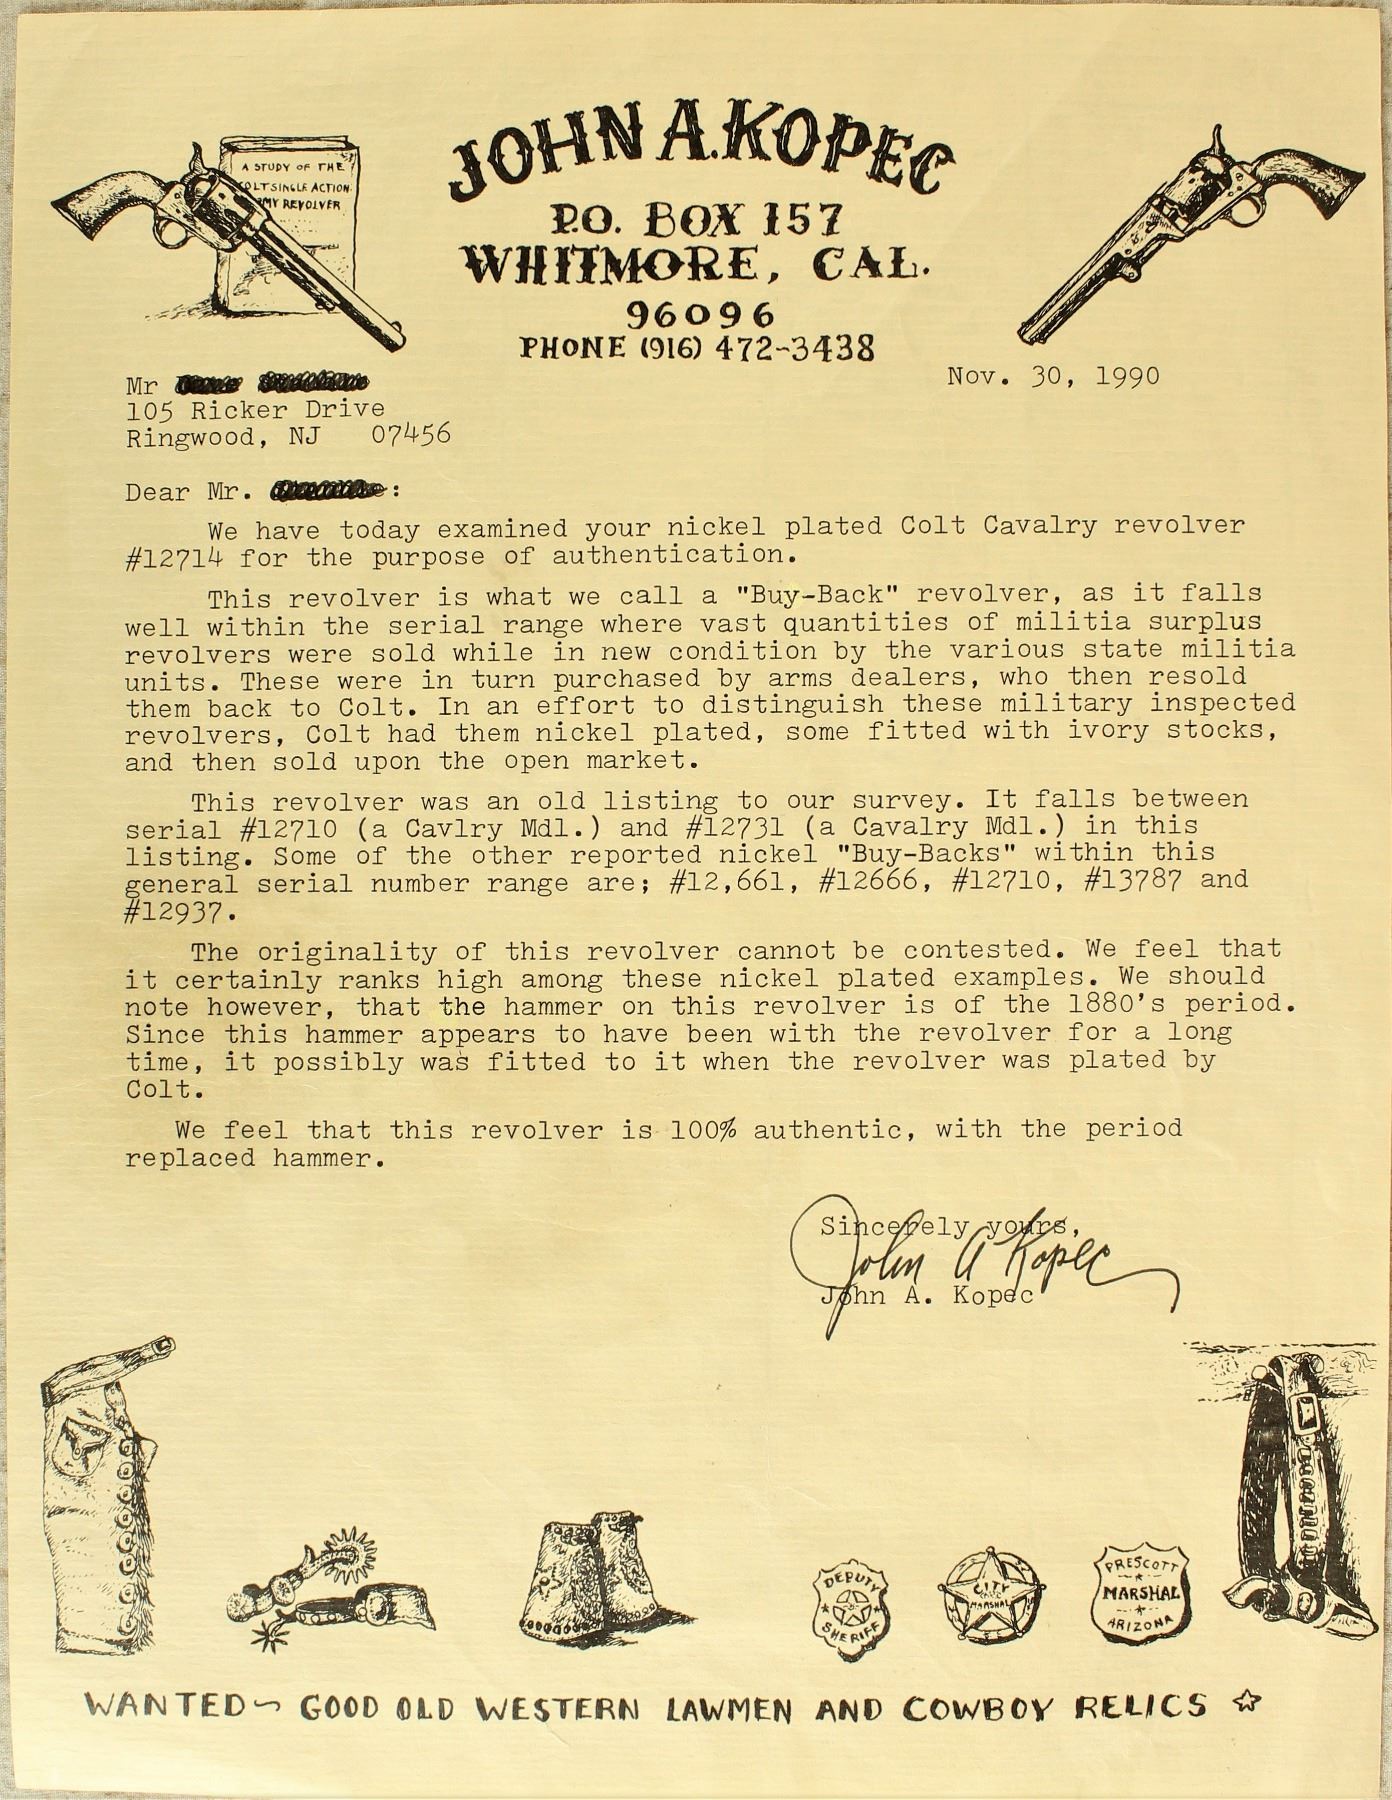 A STUDY OF THE
COLT SINGLE ACTION
ARMY REVOLVER
JOHN A. KOPEC
P.O. BOX 157
WHITMORE, CAL.
96096
PHONE (916) 472-3438
Nov. 30, 1990
Mr
105 Ricker Drive
Ringwood, NJ 07456
Dear Mr. :
We have today examined your nickel plated Colt Cavalry revolver
#12714 for the purpose of authentication.
This revolver is what we call a "Buy-Back" revolver, as it falls
well within the serial range where vast quantities of militia surplus
revolvers were sold while in new condition by the various state militia
units. These were in turn purchased by arms dealers, who then resold
them back to Colt. In an effort to distinguish these military inspected
revolvers, Colt had them nickel plated, some fitted with ivory stocks,
and then sold upon the open market.
This revolver was an old listing to our survey. It falls between
serial #12710 (a Cavlry Mdl.) and #12731 (a Cavalry Mdl.) in this
listing. Some of the other reported nickel "Buy-Backs" within this
general serial number range are; #12,661, #12666, #12710, #13787 and
#12937.
The originality of this revolver cannot be contested. We feel that
it certainly ranks high among these nickel plated examples. We should
note however, that the hammer on this revolver is of the 1880's period.
Since this hammer appears to have been with the revolver for a long
time, it possibly was fitted to it when the revolver was plated by
Colt.
We feel that this revolver is 100% authentic, with the period
replaced hammer.
Sincerely yours,
John A Kopec
John A. Kopec
DEPUTY
SHERIFF
CITY
MARSHAL
PRESCOTT
MARSHAL
ARIZONA
WANTED~ GOOD OLD WESTERN LAWMEN AND COWBOY RELICS ☆